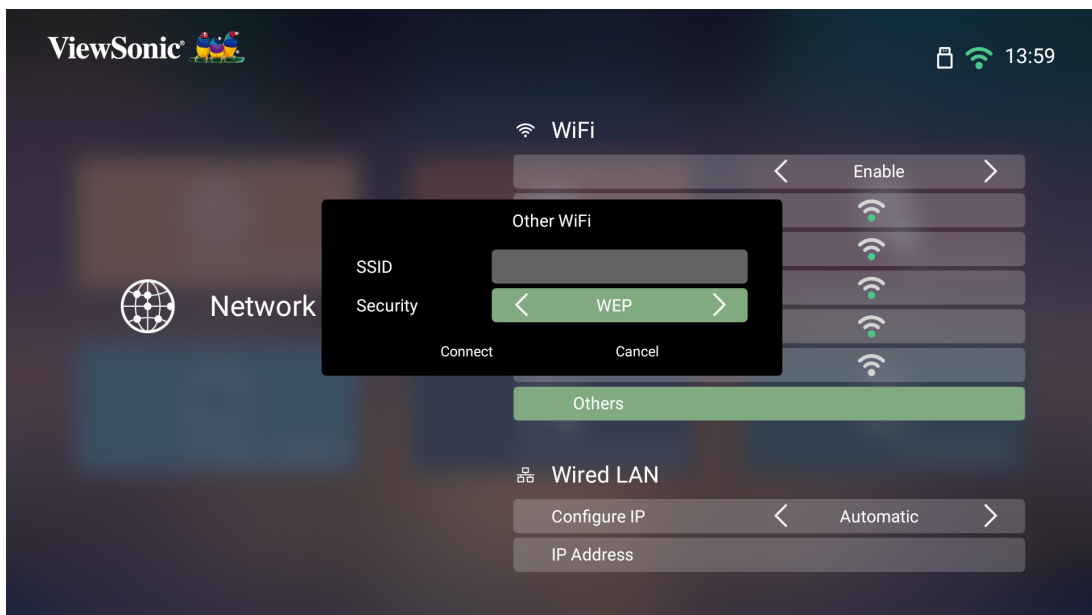 ViewSonic®
13:59
WiFi
Enable
Other WiFi
SSID
Security
WEP
Connect
Cancel
Network
Others
Wired LAN
Configure IP
Automatic
IP Address